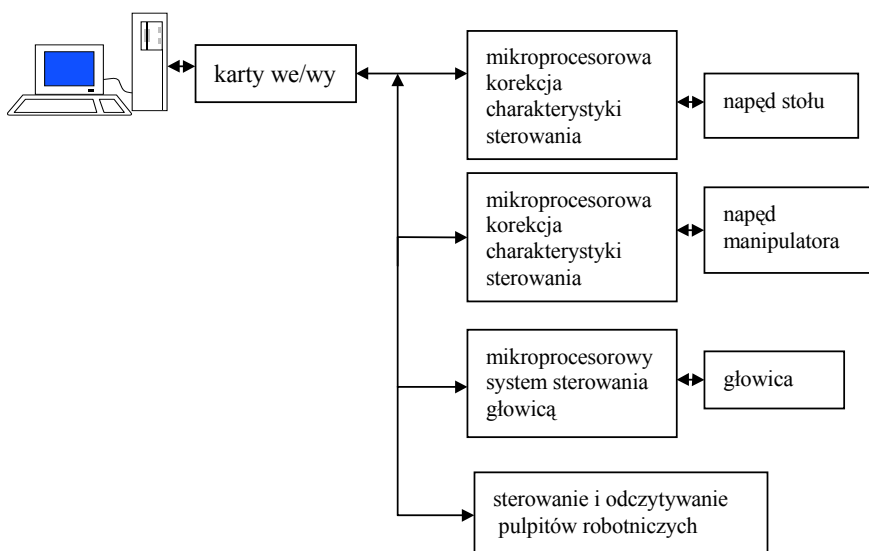 karty we/wy
mikroprocesorowa
korekcja
charakterystyki
sterowania
napęd stołu
mikroprocesorowa
korekcja
charakterystyki
sterowania
napęd
manipulatora
mikroprocesorowy
system sterowania
głowicą
głowica
sterowanie i odczytywanie
pulpitów robotniczych